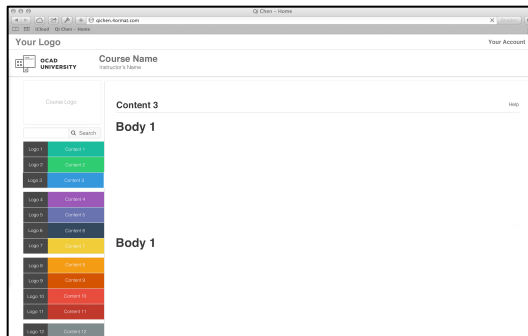 Qi Chen - Home
qichen.4ormat.com
iCloud Qi Chen - Home
Your Logo
Your Account
OCAD
UNIVERSITY
Course Name
Instructor's Name
Course Logo
Content 3
Help
Search
Body 1
Logo 1 Content 1
Logo 2 Content 2
Logo 3 Content 3
Logo 4 Content 4
Logo 5 Content 5
Logo 6 Content 6
Logo 7 Content 7
Body 1
Logo 8 Content 8
Logo 9 Content 9
Logo 10 Content 10
Logo 11 Content 11
Logo 12 Content 12